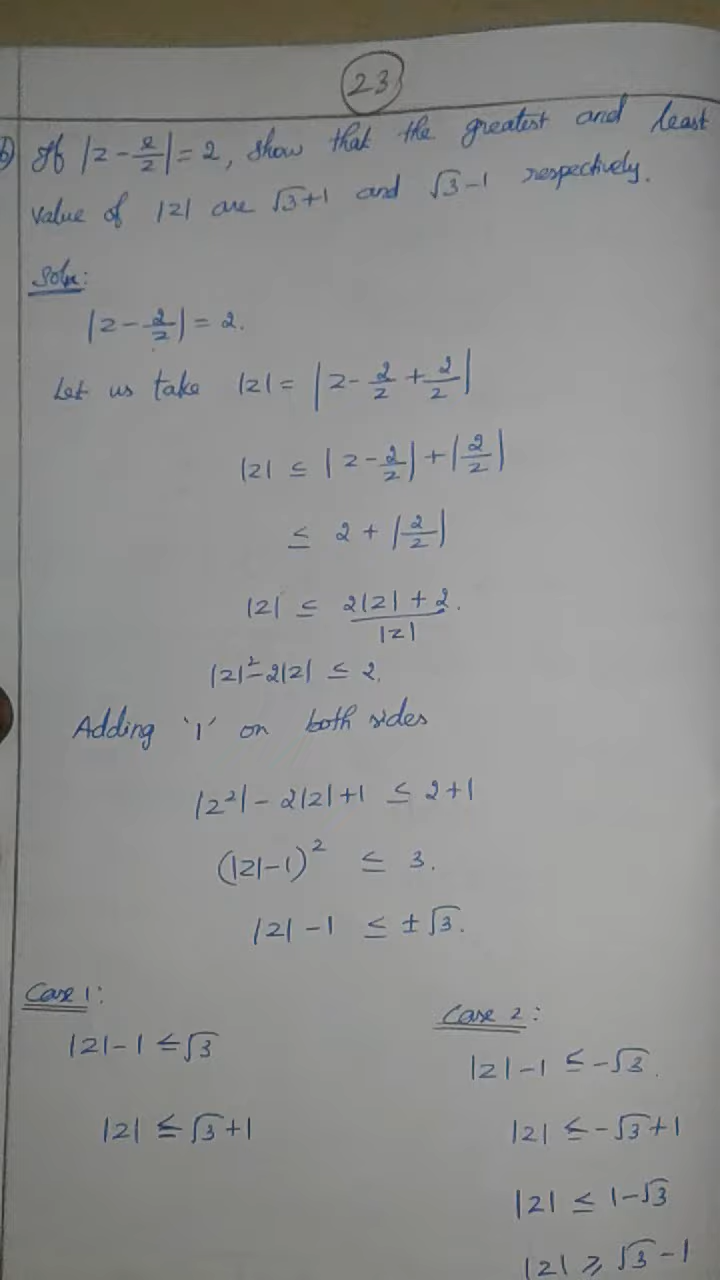 23
b) If |z - 2/z| = 2, show that the greatest and least
value of |z| are √3+1 and √3-1 respectively.
Soln:
|z - 2/z| = 2.
Let us take |z| = |z - 2/z + 2/z|
|z| ≤ |z - 2/z| + |2/z|
≤ 2 + |2/z|
|z| ≤ (2|z| + 2)/|z|.
|z|² - 2|z| ≤ 2.
Adding '1' on both sides
|z²| - 2|z| + 1 ≤ 2+1
(|z|-1)² ≤ 3.
|z| - 1 ≤ ±√3.
Case 1:
|z| - 1 ≤ √3
|z| ≤ √3+1
Case 2:
|z| - 1 ≤ -√3.
|z| ≤ -√3+1
|z| ≤ 1-√3
|z| ≥ √3-1